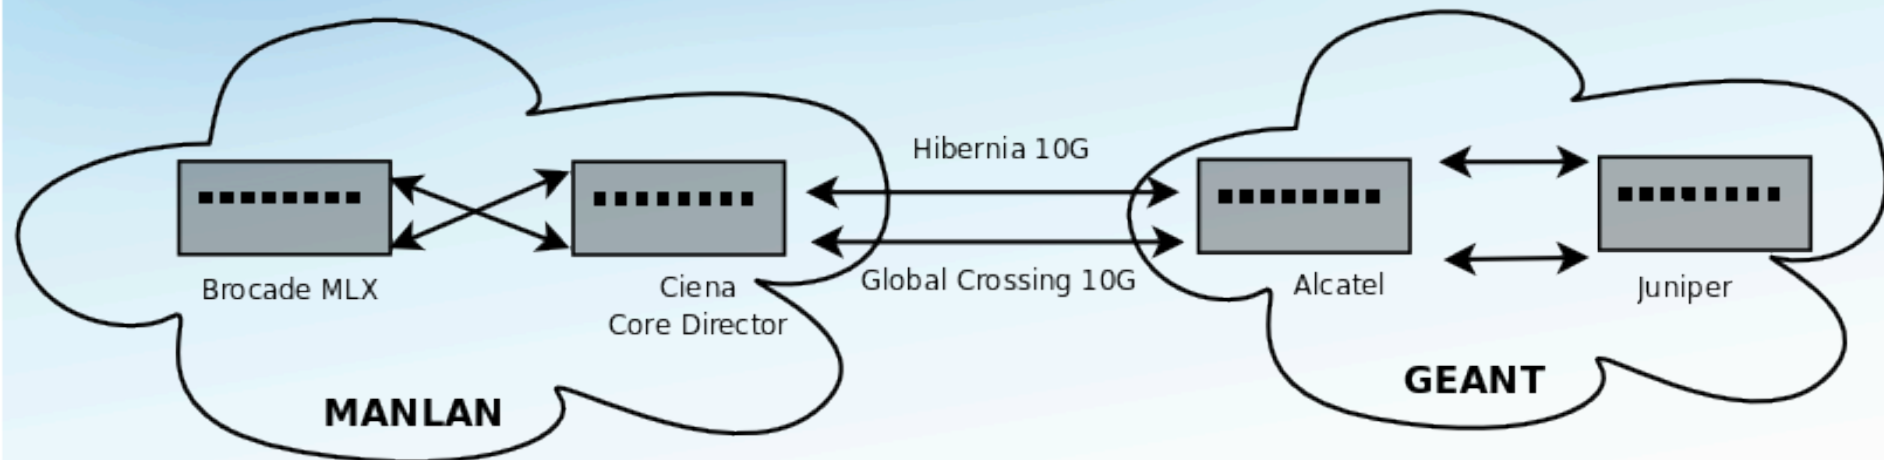 Hibernia 10G
Brocade MLX
Ciena
Core Director
Global Crossing 10G
Alcatel
Juniper
MANLAN
GEANT